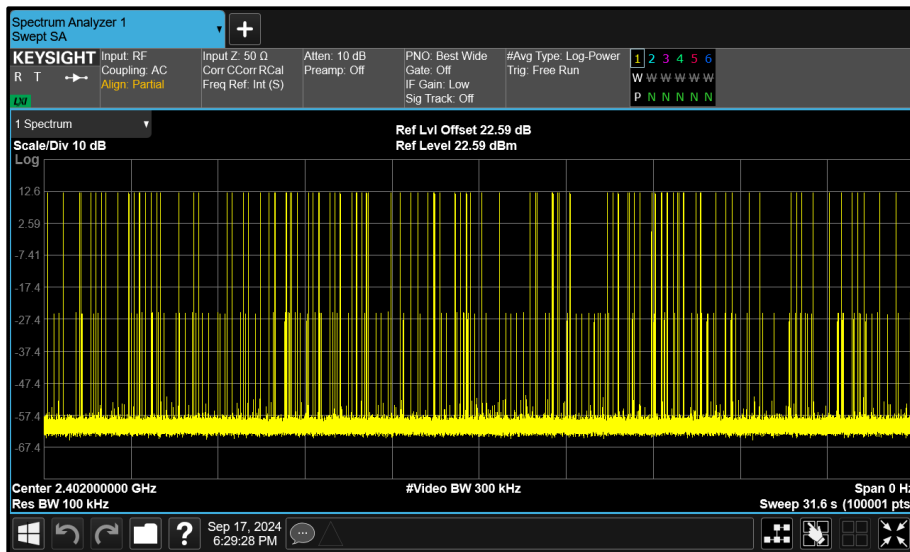 Spectrum Analyzer 1
Swept SA
+
KEYSIGHT
R T
LXI
Input: RF
Coupling: AC
Align: Partial
Input Z: 50 Ω
Corr CCorr RCal
Freq Ref: Int (S)
Atten: 10 dB
Preamp: Off
PNO: Best Wide
Gate: Off
IF Gain: Low
Sig Track: Off
#Avg Type: Log-Power
Trig: Free Run
1 2 3 4 5 6
W W W W W W
P N N N N N
1 Spectrum
Scale/Div 10 dB
Ref Lvl Offset 22.59 dB
Ref Level 22.59 dBm
Log
12.6
2.59
-7.41
-17.4
-27.4
-37.4
-47.4
-57.4
-67.4
Center 2.402000000 GHz
#Video BW 300 kHz
Span 0 Hz
Res BW 100 kHz
Sweep 31.6 s (100001 pts
?
Sep 17, 2024
6:29:28 PM